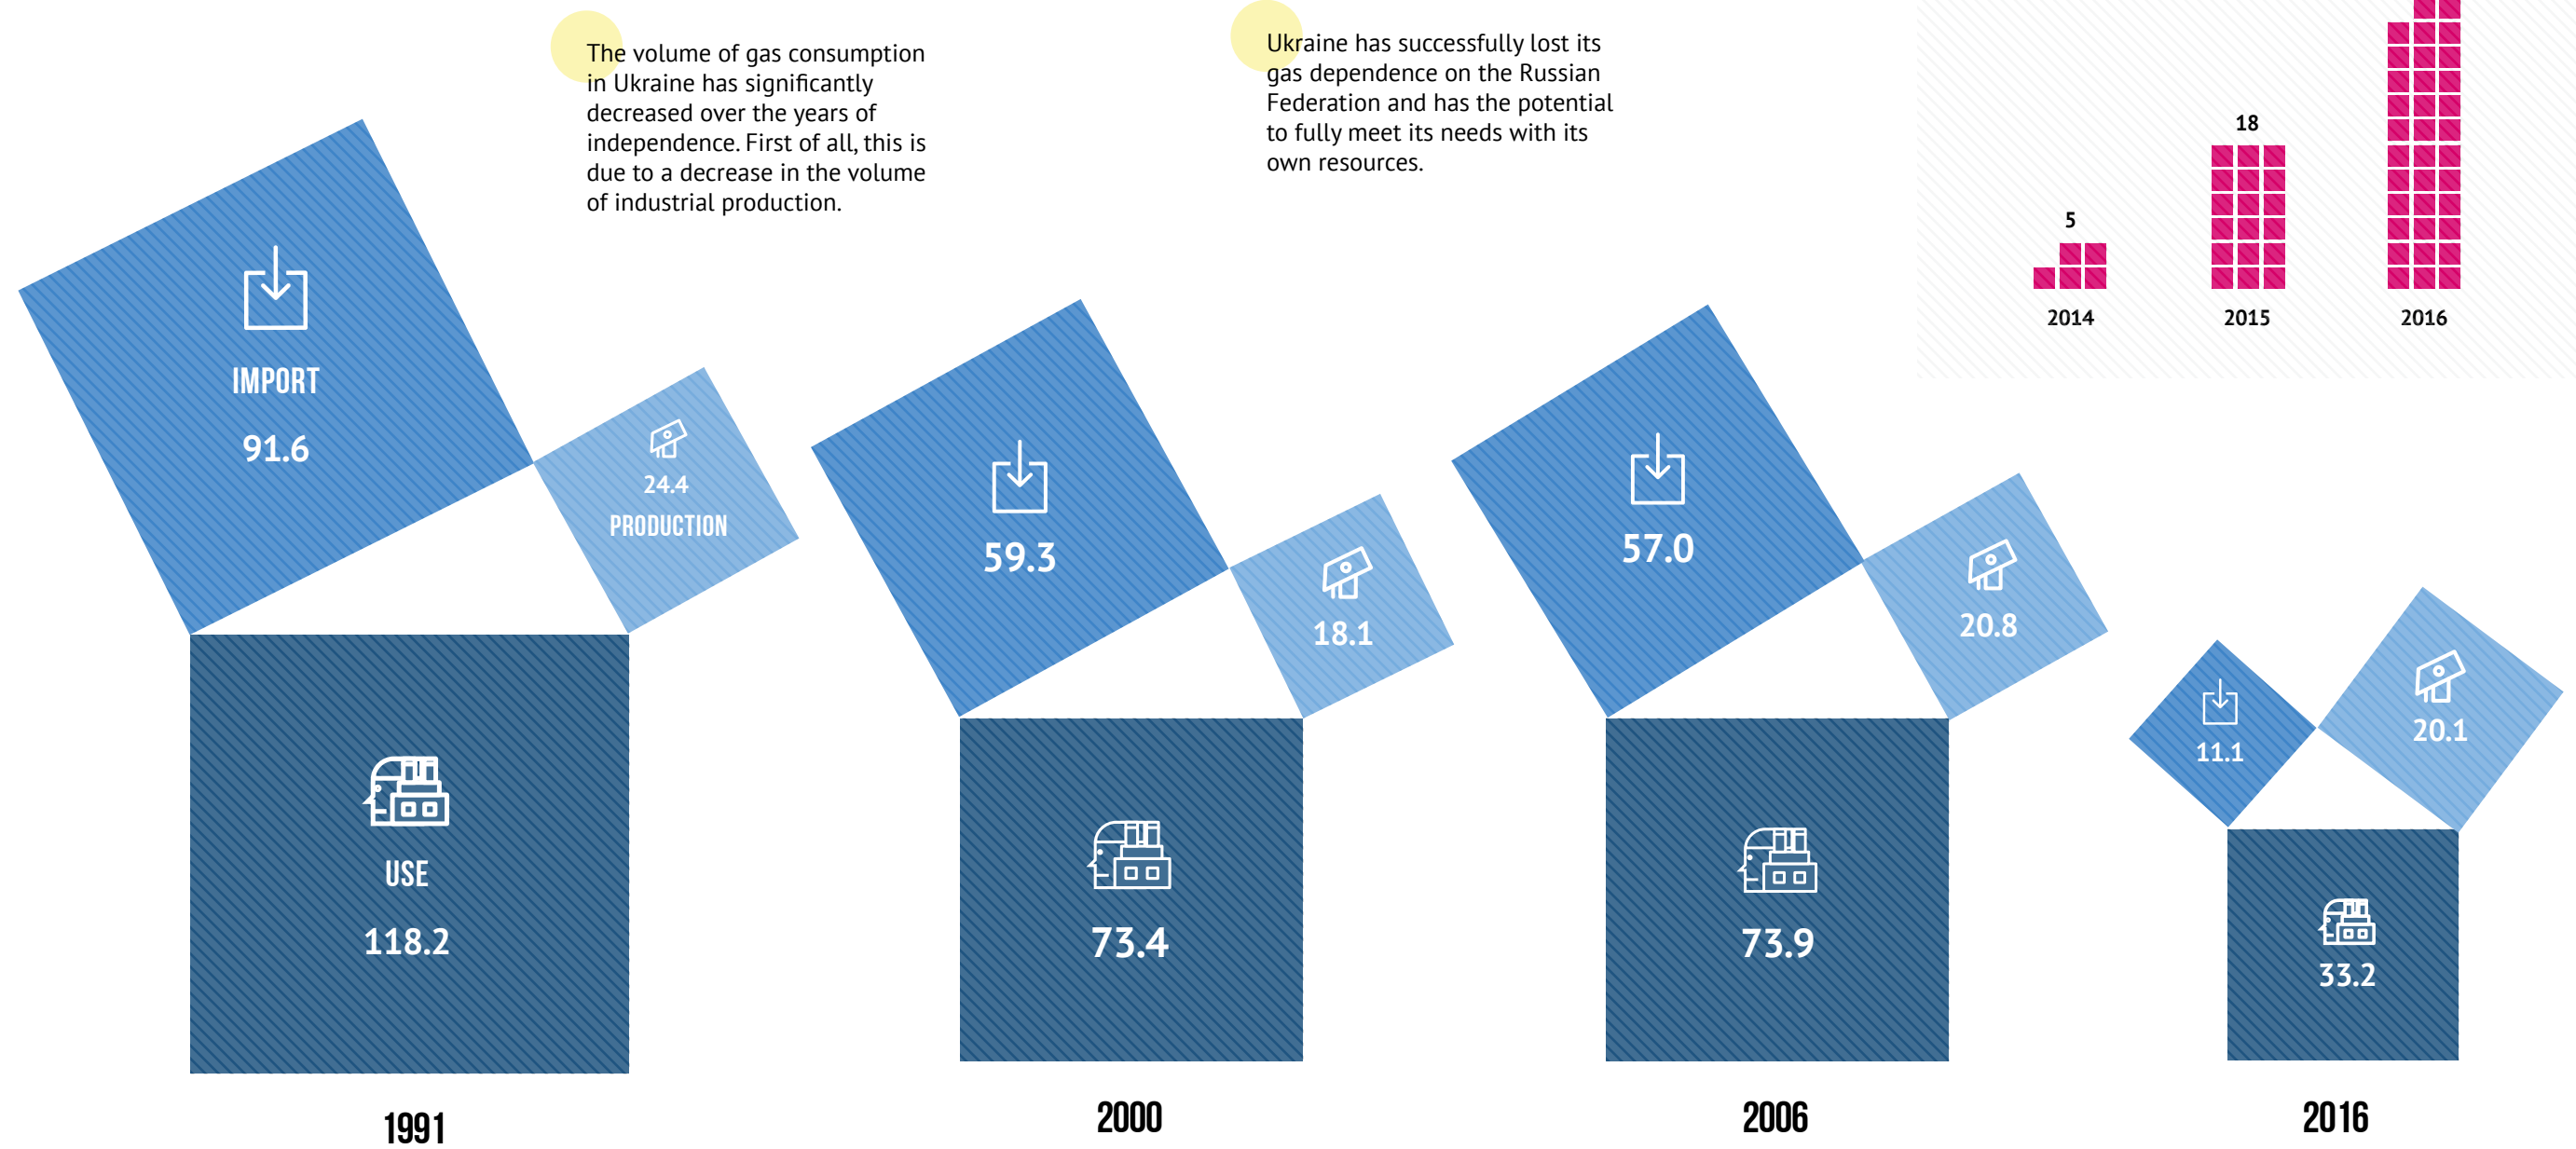 The volume of gas consumption
in Ukraine has significantly
decreased over the years of
independence. First of all, this is
due to a decrease in the volume
of industrial production.
Ukraine has successfully lost its
gas dependence on the Russian
Federation and has the potential
to fully meet its needs with its
own resources.
5
18
2014
2015
2016
IMPORT
91.6
24.4
PRODUCTION
USE
118.2
1991
59.3
18.1
73.4
2000
57.0
20.8
73.9
2006
11.1
20.1
33.2
2016